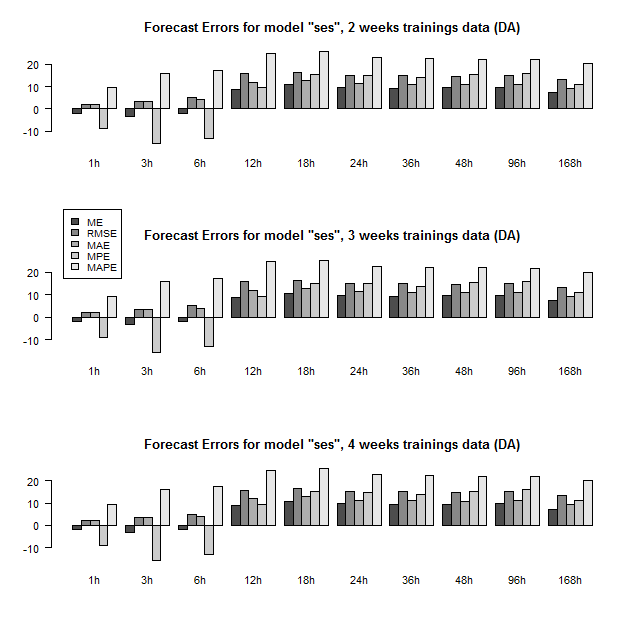 Forecast Errors for model "ses", 2 weeks trainings data (DA)
20
10
0
-10
1h 3h 6h 12h 18h 24h 36h 48h 96h 168h
ME
RMSE
MAE
MPE
MAPE
Forecast Errors for model "ses", 3 weeks trainings data (DA)
20
10
0
-10
1h 3h 6h 12h 18h 24h 36h 48h 96h 168h
Forecast Errors for model "ses", 4 weeks trainings data (DA)
20
10
0
-10
1h 3h 6h 12h 18h 24h 36h 48h 96h 168h